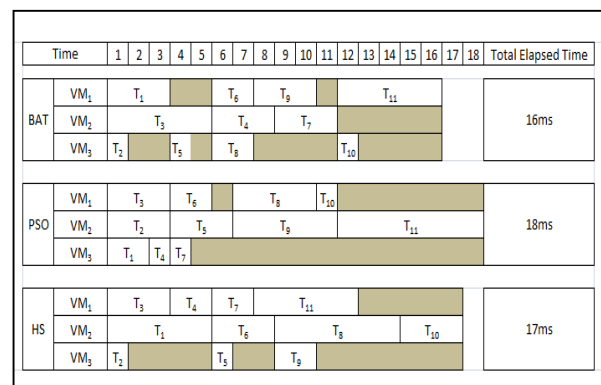 Time 1 2 3 4 5 6 7 8 9 10 11 12 13 14 15 16 17 18 Total Elapsed Time
BAT
VM1 T1 T6 T9 T11
VM2 T3 T4 T7
VM3 T2 T5 T8 T10
16ms
PSO
VM1 T3 T6 T8 T10
VM2 T2 T5 T9 T11
VM3 T1 T4 T7
18ms
HS
VM1 T3 T4 T7 T11
VM2 T1 T6 T8 T10
VM3 T2 T5 T9
17ms